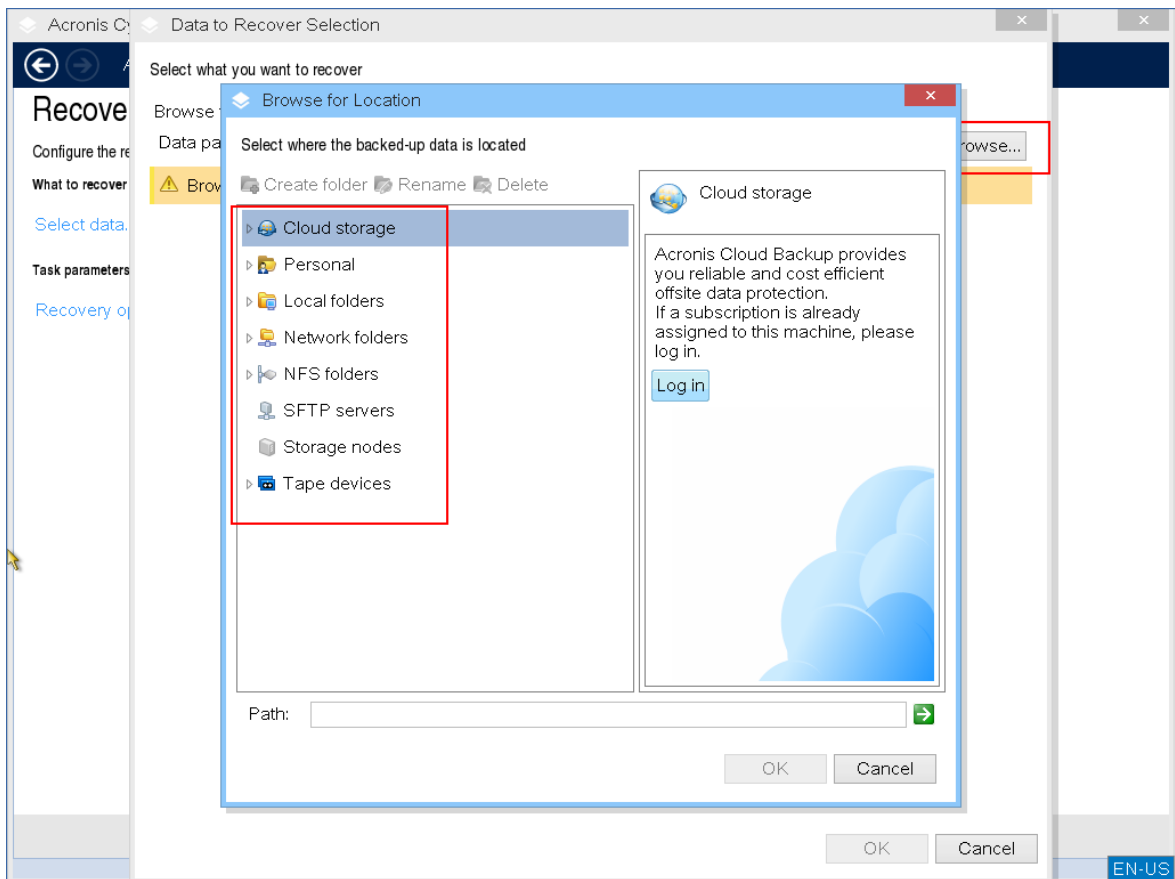 Acronis Cy
Data to Recover Selection
Select what you want to recover
Recove
Browse
Browse for Location
Configure the re
Data pa
Select where the backed-up data is located
rowse...
What to recover
Brow
Create folder Rename Delete
Cloud storage
Select data.
Cloud storage
Personal
Local folders
Network folders
NFS folders
SFTP servers
Storage nodes
Tape devices
Acronis Cloud Backup provides
you reliable and cost efficient
offsite data protection.
If a subscription is already
assigned to this machine, please
log in.
Log in
Task parameters
Recovery op
Path:
OK Cancel
OK Cancel
EN-US